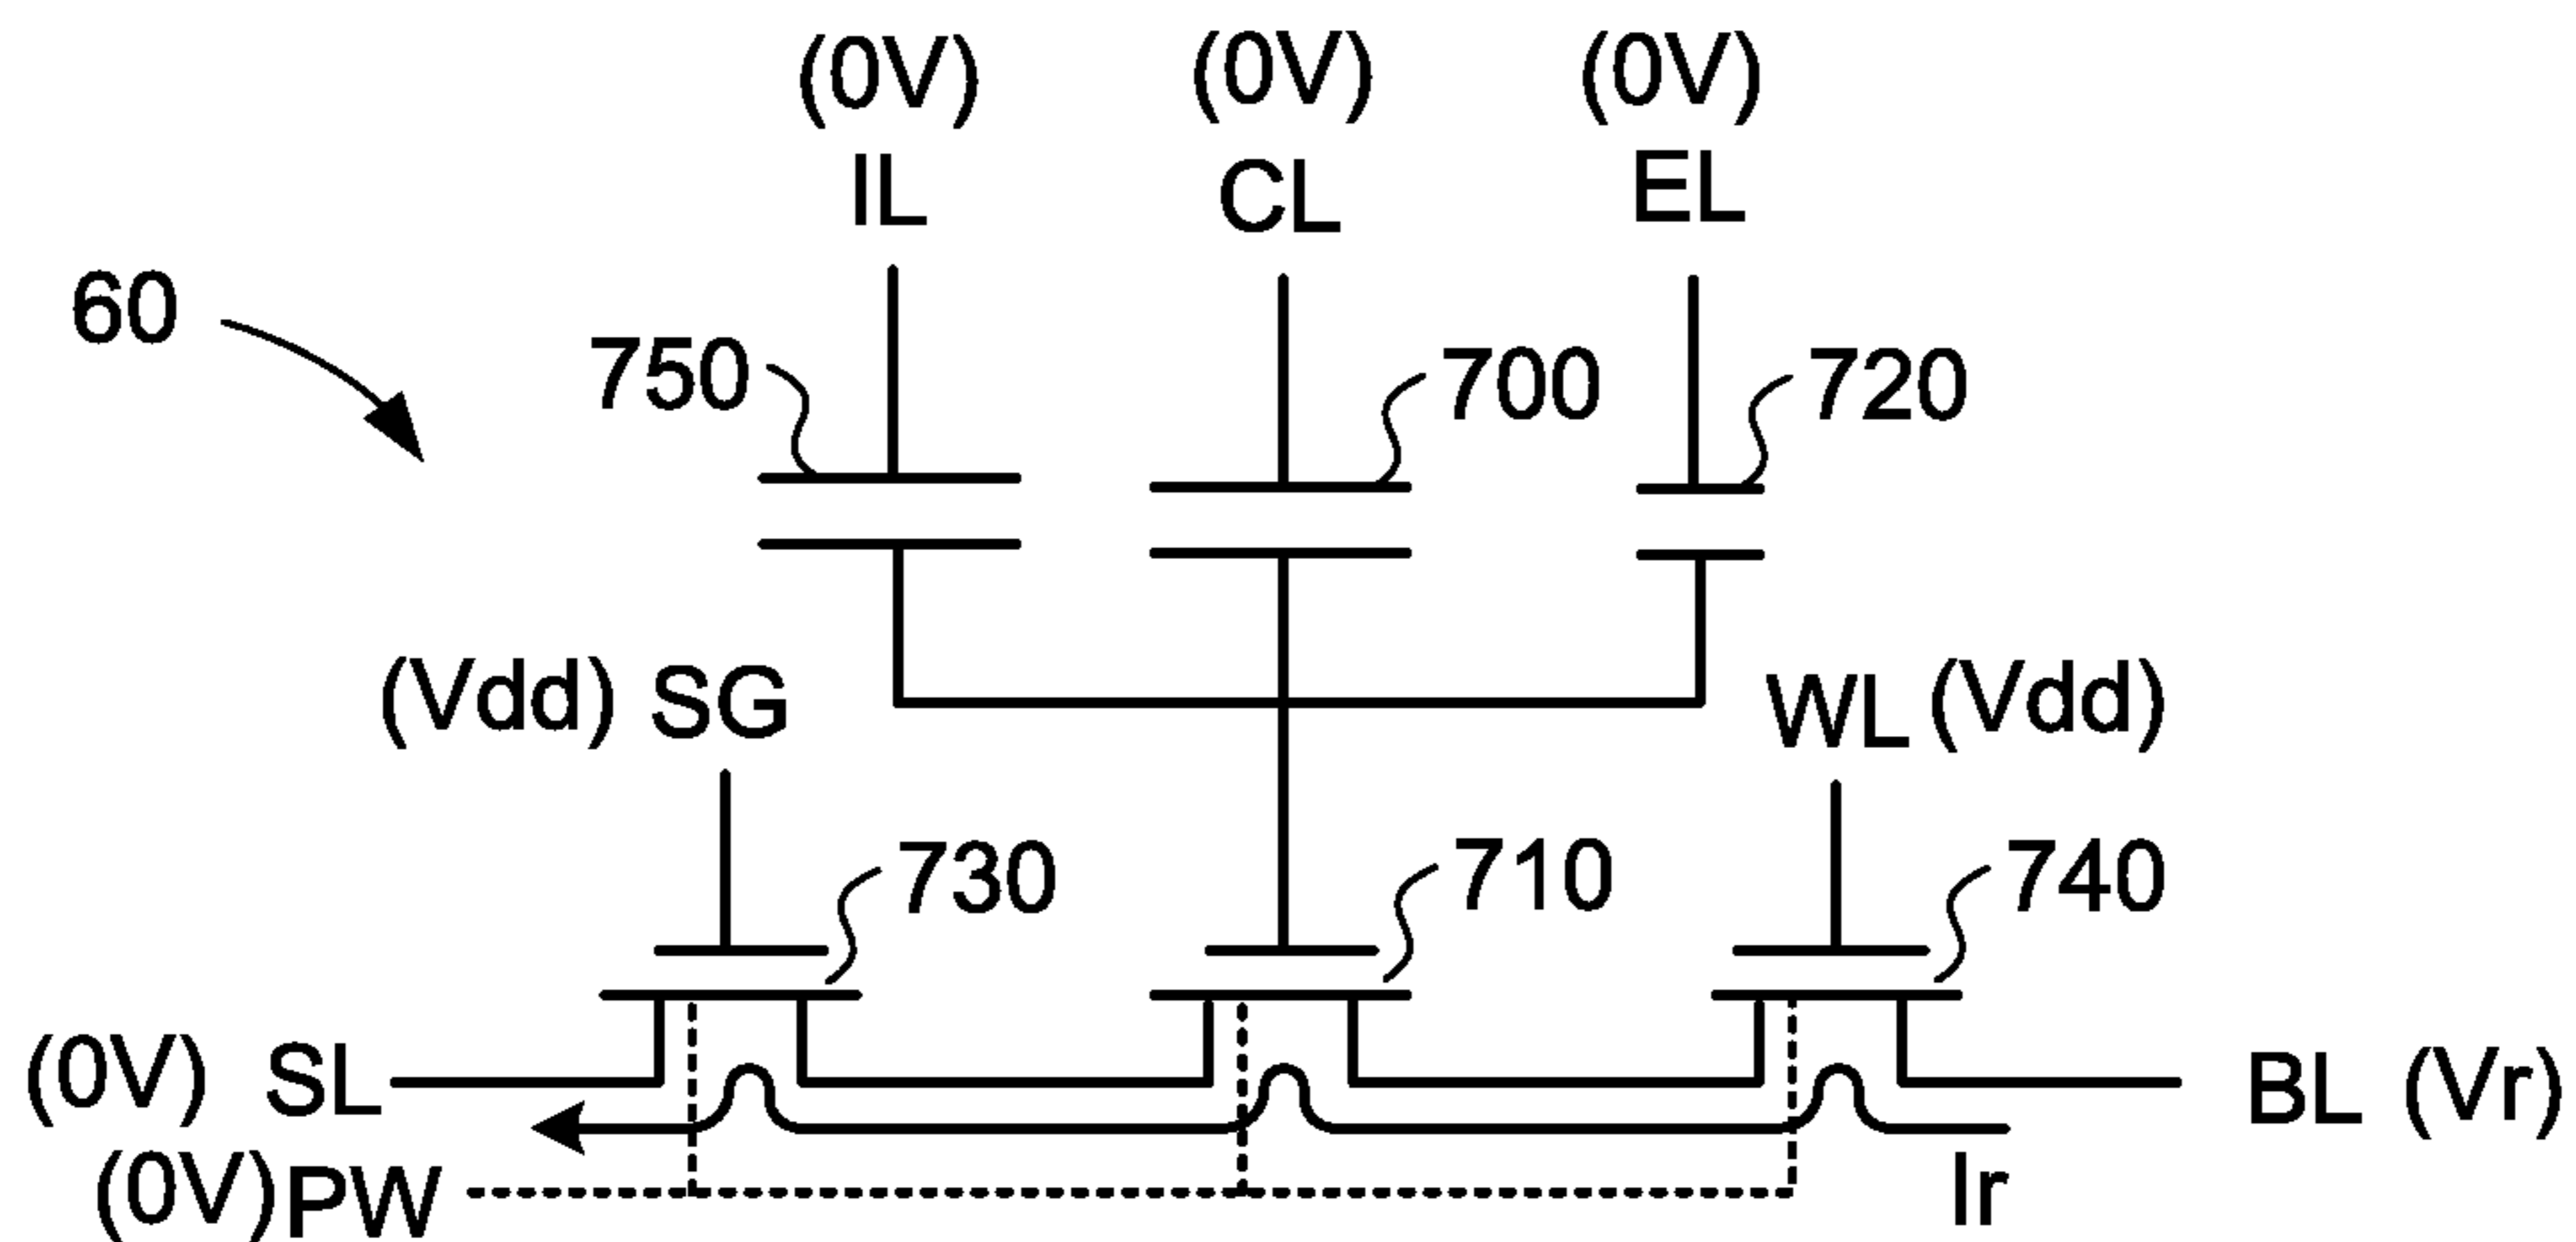 (0V) (0V) (0V)
IL CL EL
60
750 700 720
(Vdd) SG WL (Vdd)
730 710 740
(0V) SL BL (Vr)
(0V) PW Ir